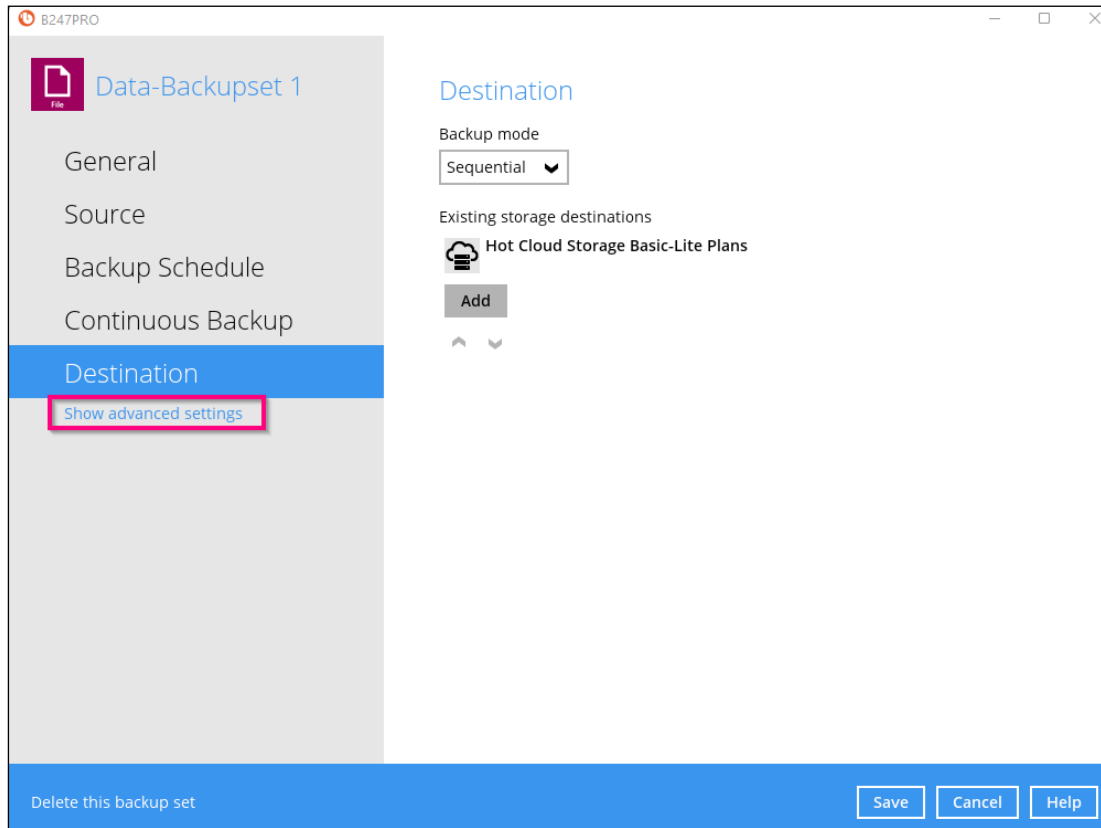 B247PRO
Data-Backupset 1
File
General
Source
Backup Schedule
Continuous Backup
Destination
Show advanced settings
Destination
Backup mode
Sequential
Existing storage destinations
Hot Cloud Storage Basic-Lite Plans
Add
Delete this backup set
Save
Cancel
Help